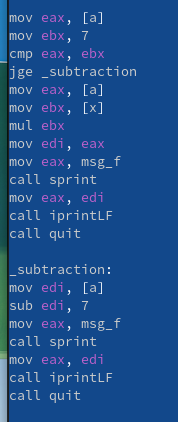 mov eax, [a]
mov ebx, 7
cmp eax, ebx
jge _subtraction
mov eax, [a]
mov ebx, [x]
mul ebx
mov edi, eax
mov eax, msg_f
call sprint
mov eax, edi
call iprintLF
call quit

_subtraction:
mov edi, [a]
sub edi, 7
mov eax, msg_f
call sprint
mov eax, edi
call iprintLF
call quit